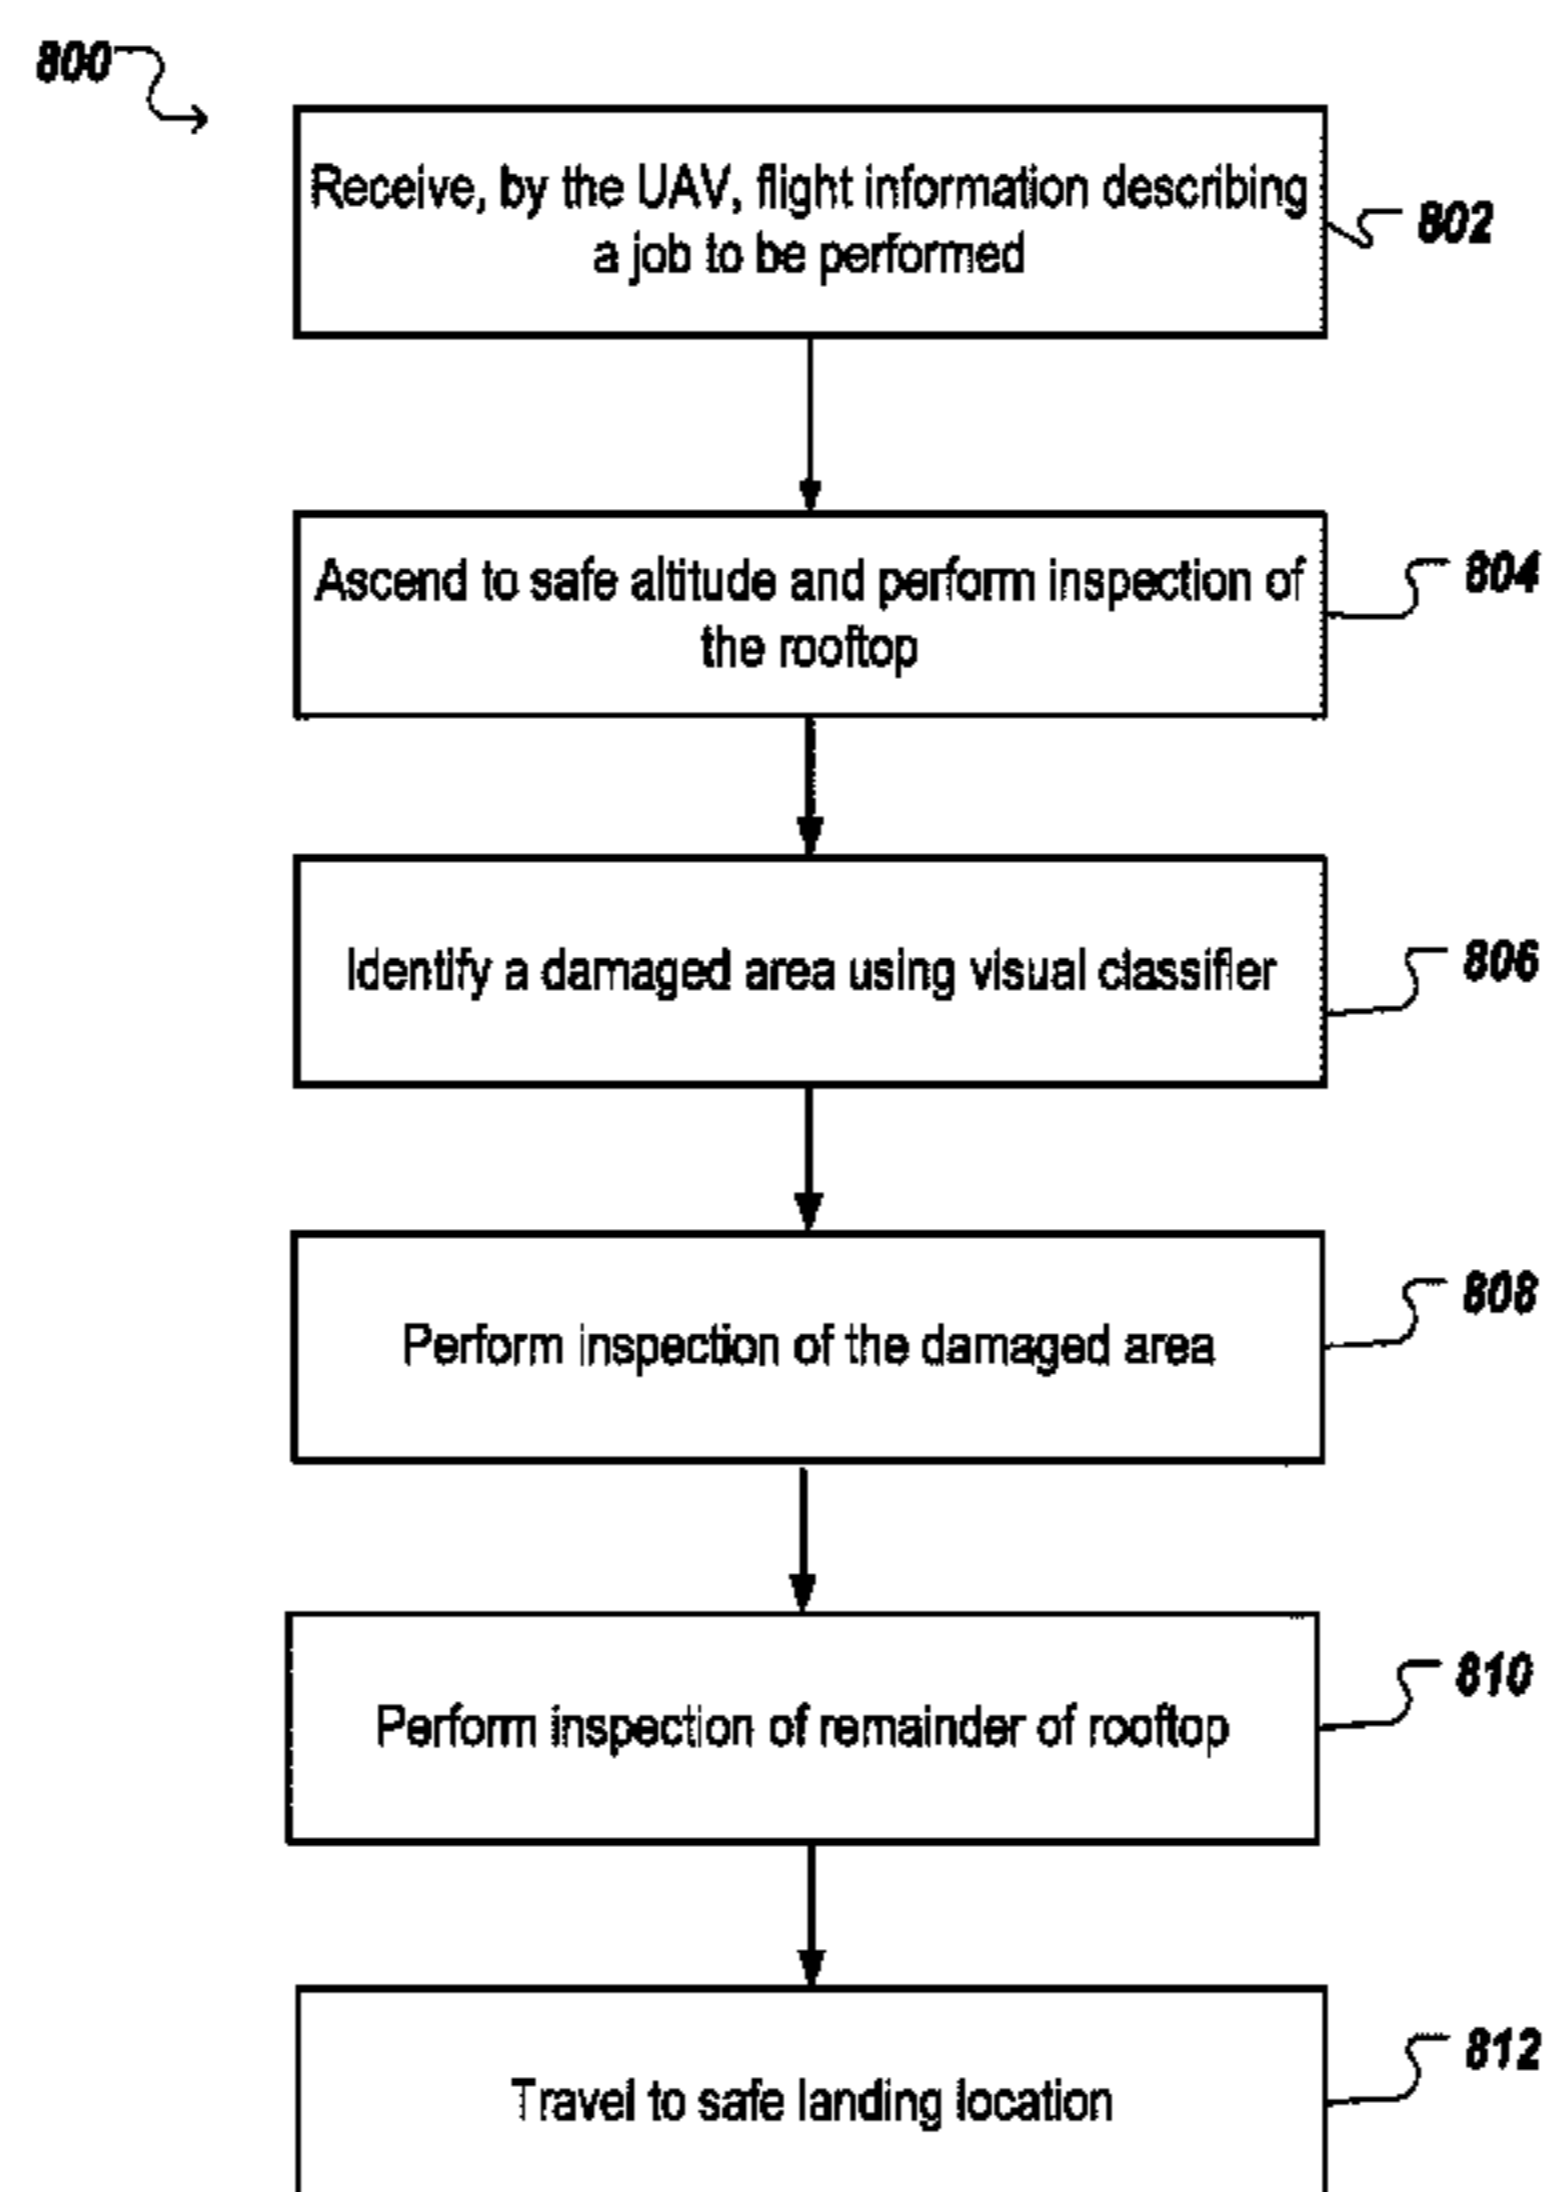 800
Receive, by the UAV, flight information describing
a job to be performed
802
Ascend to safe altitude and perform inspection of
the rooftop
804
Identify a damaged area using visual classifier
806
Perform inspection of the damaged area
808
Perform inspection of remainder of rooftop
810
Travel to safe landing location
812